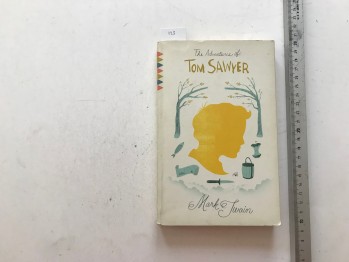 The Adventures of
TOM SAWYER
Mark Twain